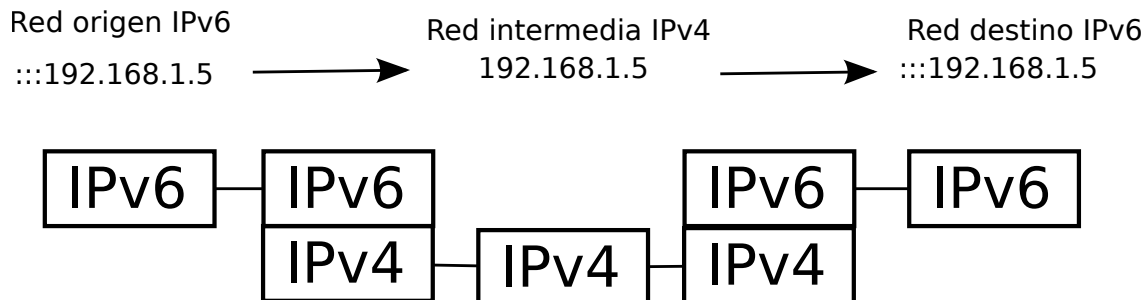 Red origen IPv6
:::192.168.1.5
Red intermedia IPv4
192.168.1.5
Red destino IPv6
:::192.168.1.5
IPv6
IPv6
IPv4
IPv4
IPv6
IPv4
IPv6